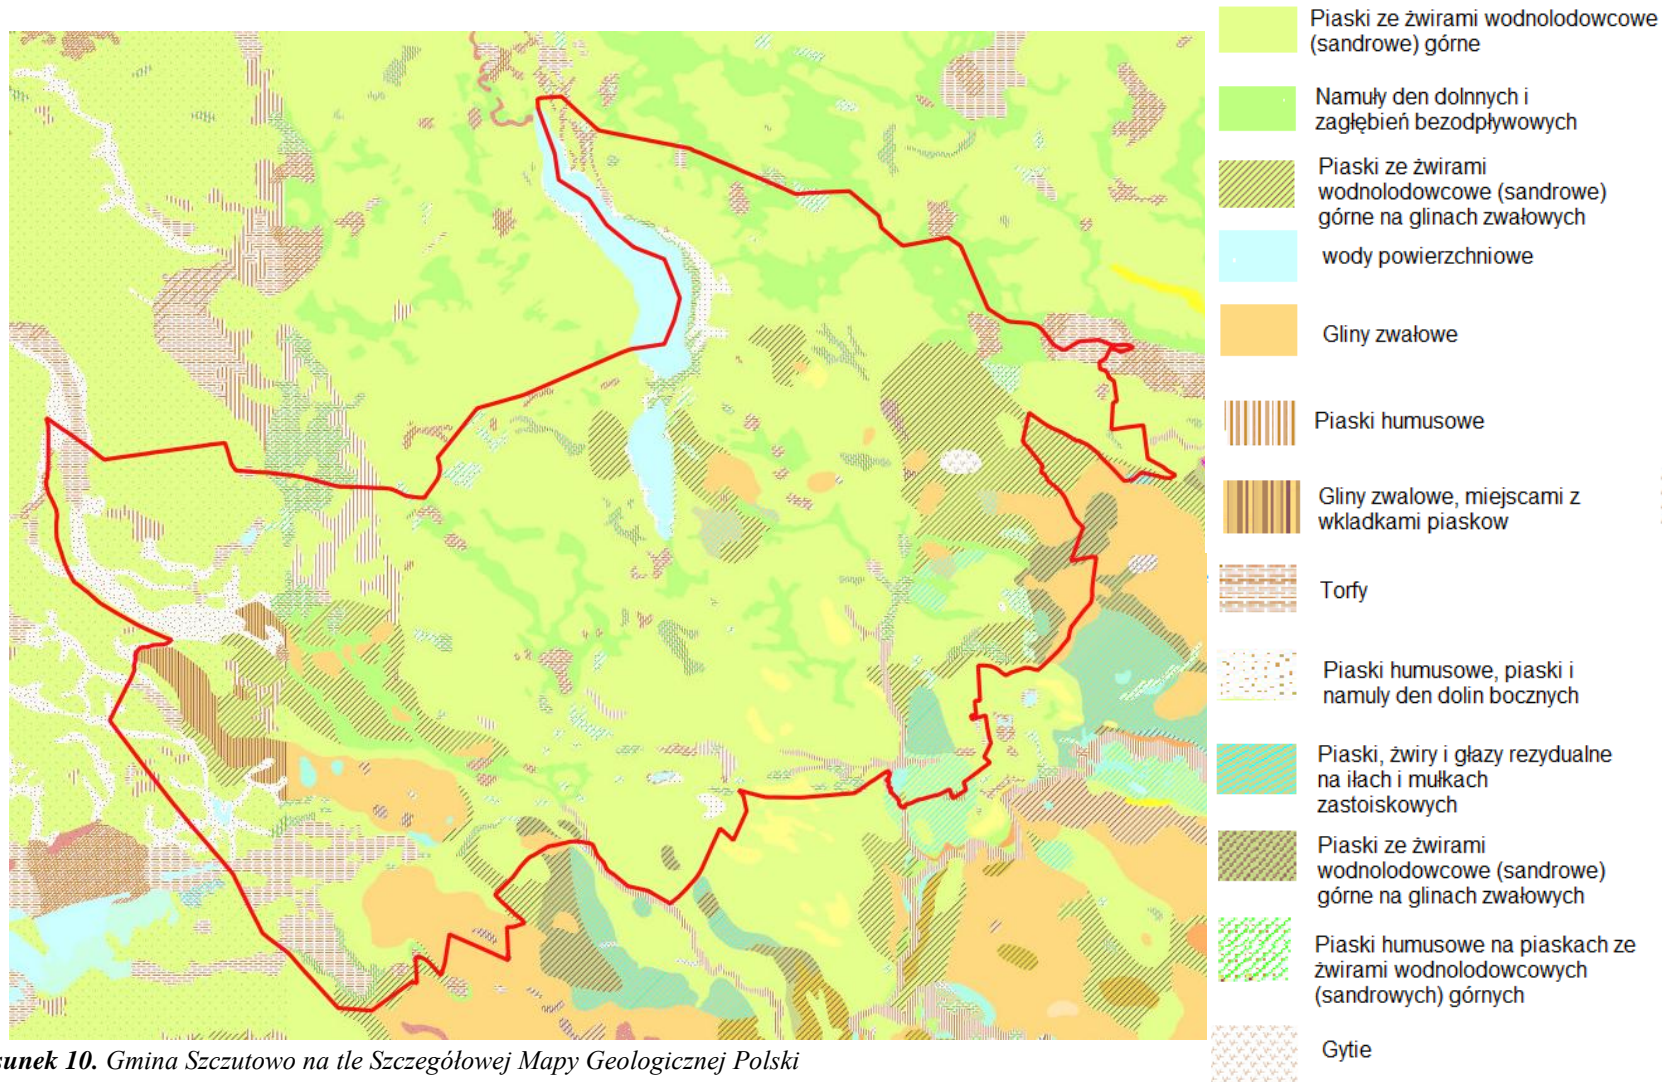 Piaski ze żwirami wodnolodowcowe
(sandrowe) górne
Namuły den dolnnych i
zagłębień bezodpływowych
Piaski ze żwirami
wodnolodowcowe (sandrowe)
górne na glinach zwałowych
wody powierzchniowe
Gliny zwałowe
Piaski humusowe
Gliny zwalowe, miejscami z
wkladkami piaskow
Torfy
Piaski humusowe, piaski i
namuly den dolin bocznych
Piaski, żwiry i głazy rezydualne
na iłach i mułkach
zastoiskowych
Piaski ze żwirami
wodnolodowcowe (sandrowe)
górne na glinach zwałowych
Piaski humusowe na piaskach ze
żwirami wodnolodowcowych
(sandrowych) górnych
Gytie
sunek 10. Gmina Szczutowo na tle Szczegółowej Mapy Geologicznej Polski